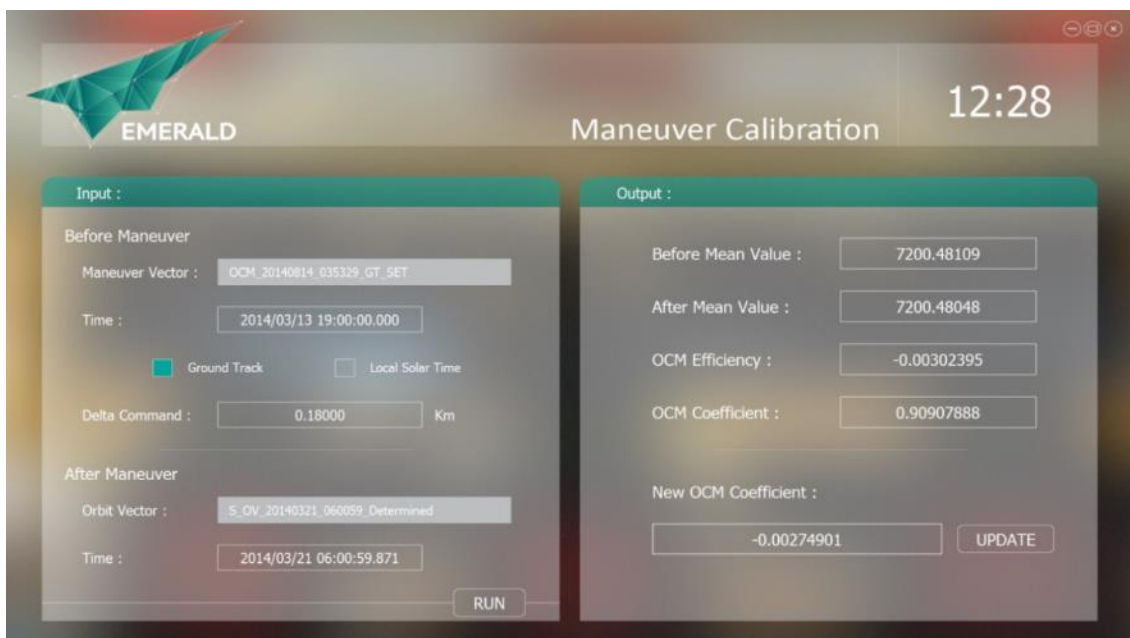 EMERALD
Maneuver Calibration
12:28
Input :
Before Maneuver
Maneuver Vector : OCM_20140814_035329_GT_SET
Time : 2014/03/13 19:00:00.000
Ground Track Local Solar Time
Delta Command : 0.18000 Km
After Maneuver
Orbit Vector : S_OV_20140321_060059_Determined
Time : 2014/03/21 06:00:59.871
RUN
Output :
Before Mean Value : 7200.48109
After Mean Value : 7200.48048
OCM Efficiency : -0.00302395
OCM Coefficient : 0.90907888
New OCM Coefficient :
-0.00274901 UPDATE